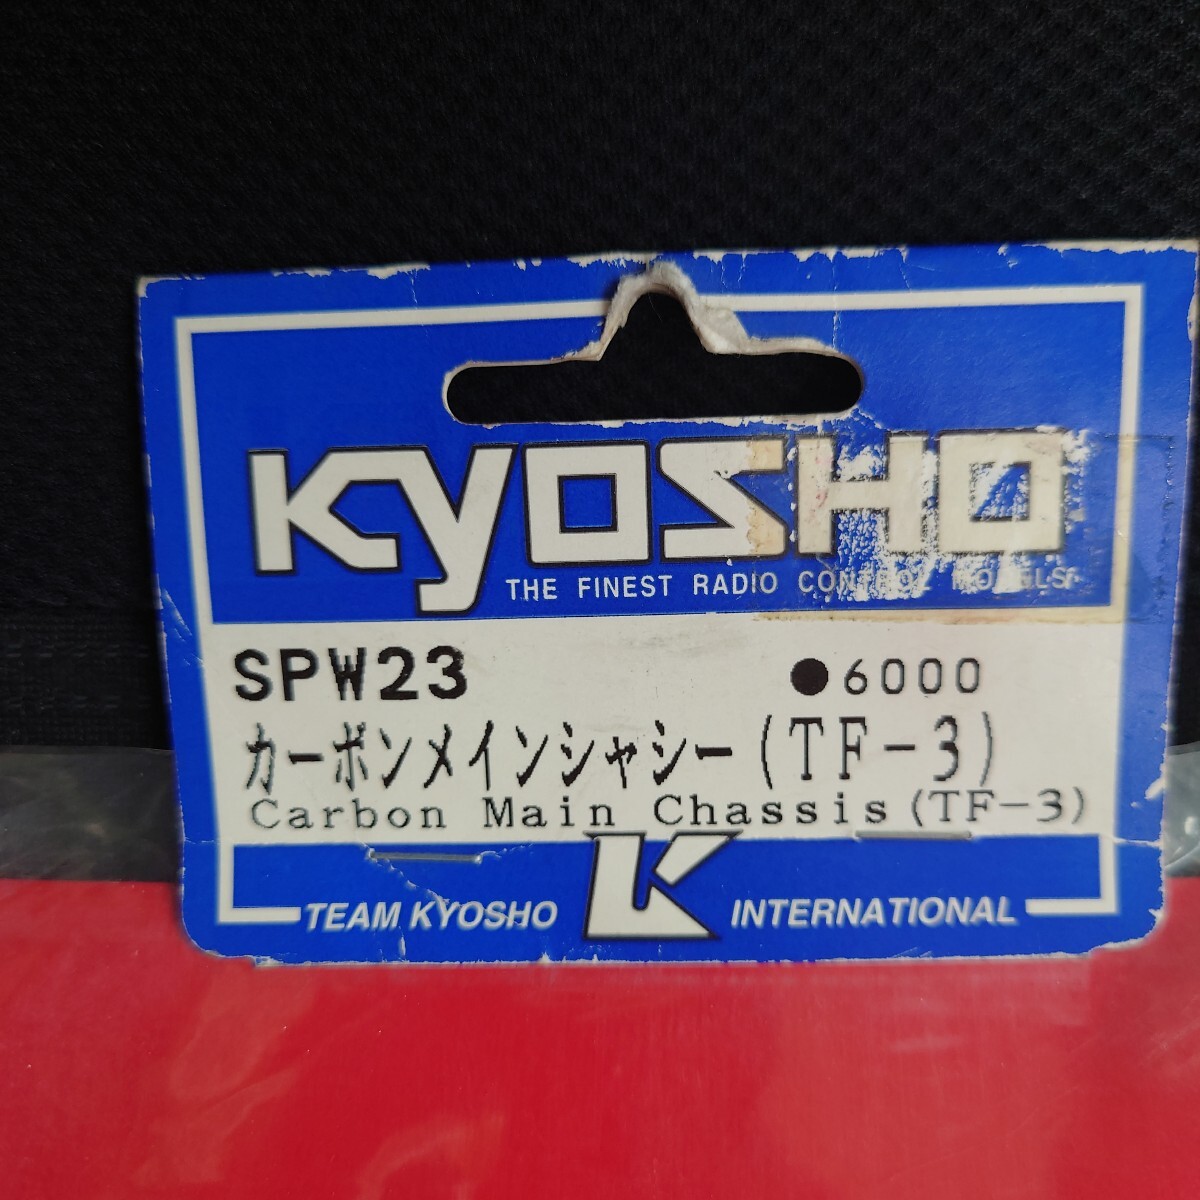 KYOSHO
THE FINEST RADIO CONTROL MODELS
SPW23 ●6000
カーボンメインシャシー(TF-3)
Carbon Main Chassis(TF-3)
TEAM KYOSHO K INTERNATIONAL